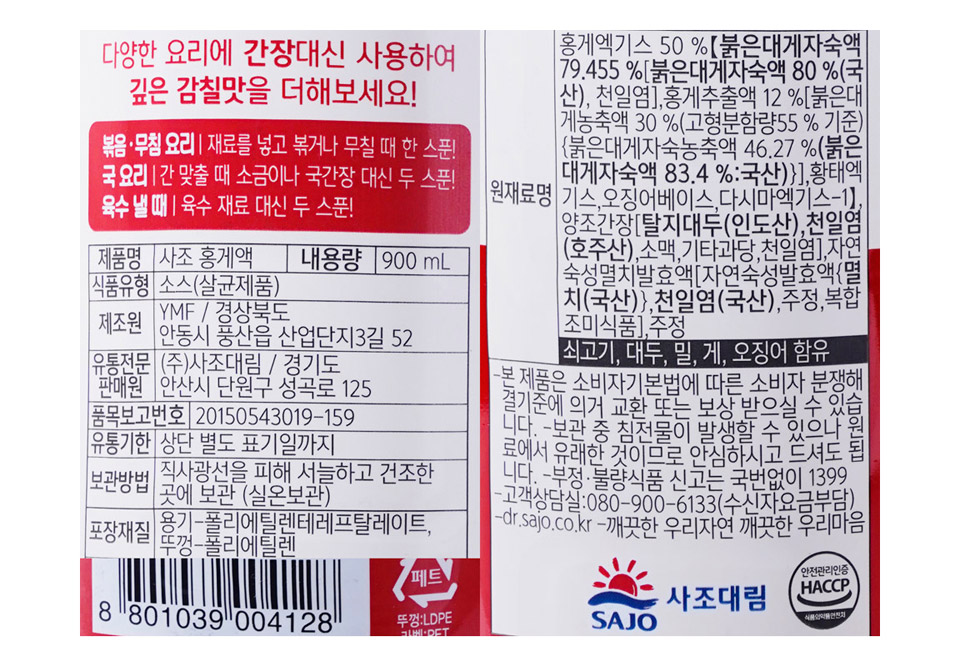 다양한 요리에 간장대신 사용하여
깊은 감칠맛을 더해보세요!
볶음·무침 요리 | 재료를 넣고 볶거나 무칠 때 한 스푼!
국 요리 | 간 맞출 때 소금이나 국간장 대신 두 스푼!
육수 낼 때 | 육수 재료 대신 두 스푼!
제품명 사조 홍게액 내용량 900 mL
식품유형 소스(살균제품)
제조원 YMF / 경상북도
안동시 풍산읍 산업단지3길 52
유통전문
판매원 (주)사조대림 / 경기도
안산시 단원구 성곡로 125
품목보고번호 20150543019-159
유통기한 상단 별도 표기일까지
보관방법 직사광선을 피해 서늘하고 건조한
곳에 보관 (실온보관)
포장재질 용기-폴리에틸렌테레프탈레이트,
뚜껑-폴리에틸렌
8 801039 004128
페트
뚜껑:LDPE
라벨:PET
원재료명
홍게엑기스 50 %【붉은대게자숙액
79.455 %[붉은대게자숙액 80 %(국
산), 천일염],홍게추출액 12 %[붉은대
게농축액 30 %(고형분함량55 % 기준)
{붉은대게자숙농축액 46.27 %(붉은
대게자숙액 83.4 %:국산)}],황태엑
기스,오징어베이스,다시마엑기스-1】,
양조간장[탈지대두(인도산),천일염
(호주산),소맥,기타과당,천일염],자연
숙성멸치발효액[자연숙성발효액{멸
치(국산)},천일염(국산),주정,복합
조미식품],주정
쇠고기, 대두, 밀, 게, 오징어 함유
-본 제품은 소비자기본법에 따른 소비자 분쟁해
결기준에 의거 교환 또는 보상 받으실 수 있습
니다. -보관 중 침전물이 발생할 수 있으나 원
료에서 유래한 것이므로 안심하시고 드셔도 됩
니다. -부정·불량식품 신고는 국번없이 1399
-고객상담실:080-900-6133(수신자요금부담)
-dr.sajo.co.kr -깨끗한 우리자연 깨끗한 우리마음
SAJO
사조대림
안전관리인증
HACCP
식품의약품안전처